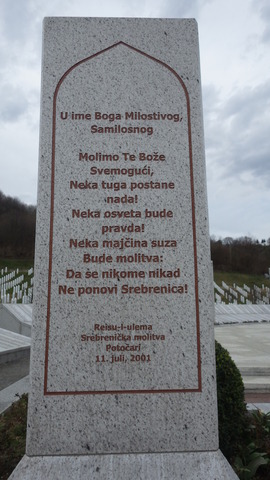 U ime Boga Milostivog,
Samilosnog
Molimo Te Bože
Svemogući,
Neka tuga postane
nada!
Neka osveta bude
pravda!
Neka majčina suza
Bude molitva:
Da se nikome nikad
Ne ponovi Srebrenica!
Reisu-l-ulema
Srebrenička molitva
Potočari
11. juli, 2001